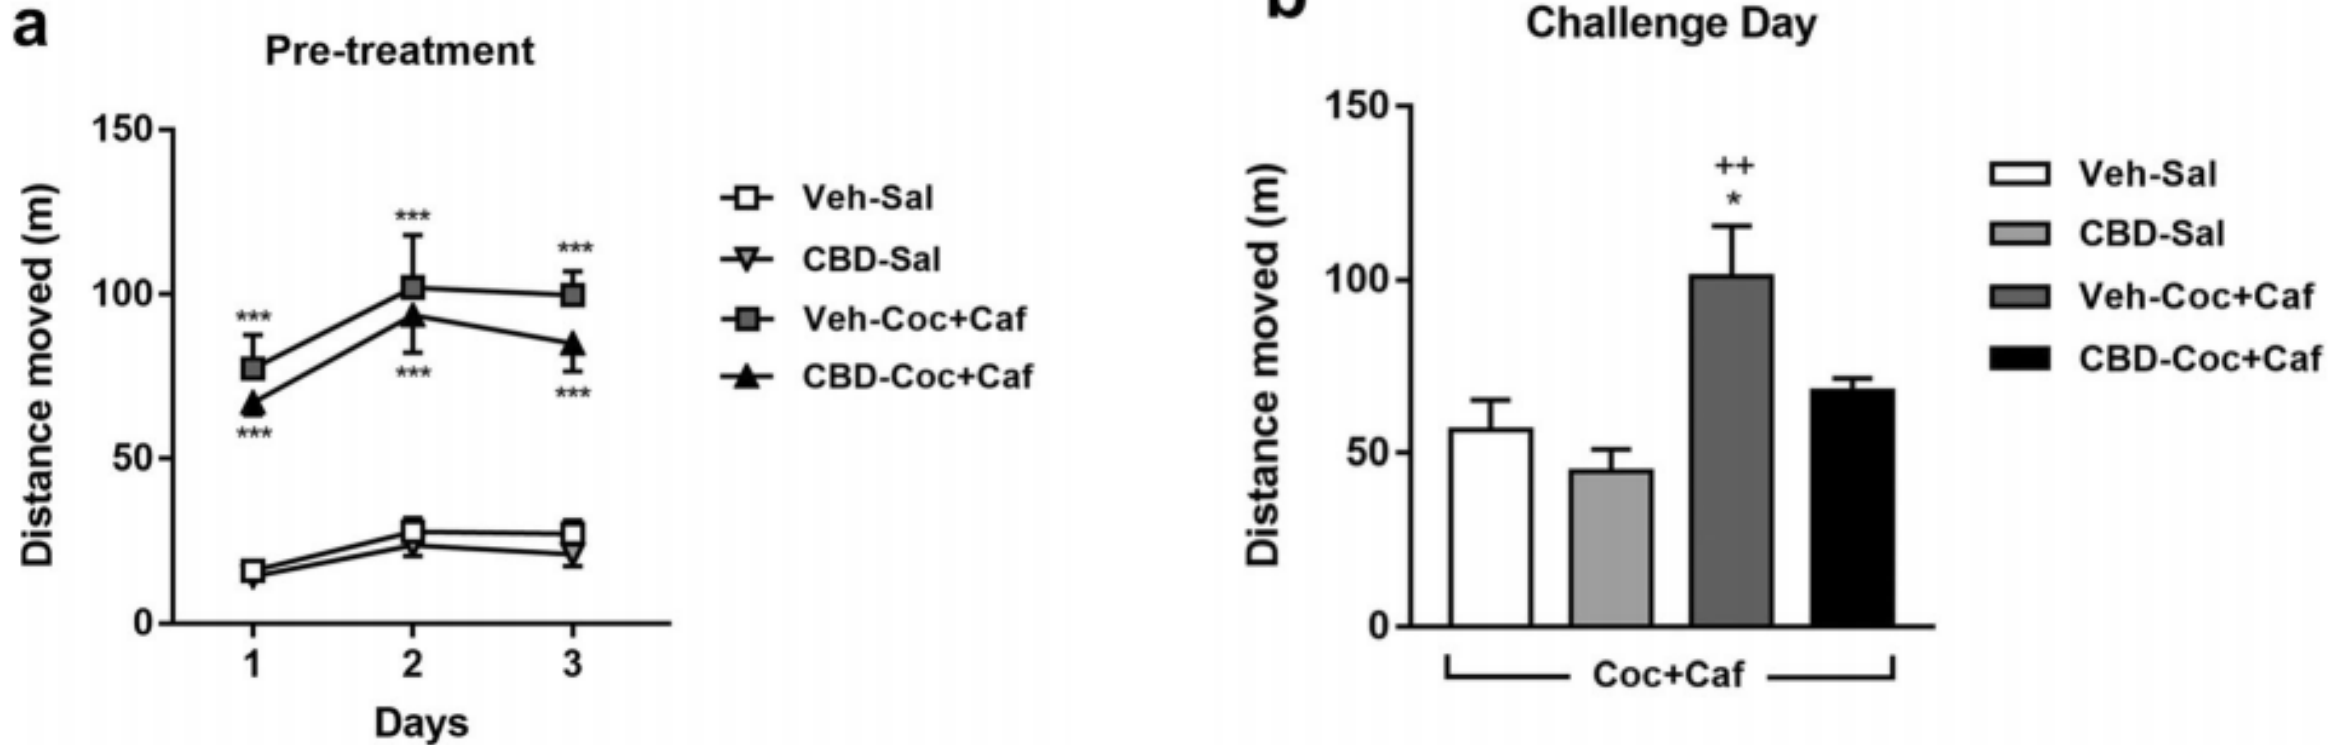 a
Pre-treatment
Distance moved (m)
150
100
50
0
***
***
***
***
***
***
1
2
3
Days
Veh-Sal
CBD-Sal
Veh-Coc+Caf
CBD-Coc+Caf
b
Challenge Day
Distance moved (m)
150
100
50
0
++
*
Coc+Caf
Veh-Sal
CBD-Sal
Veh-Coc+Caf
CBD-Coc+Caf